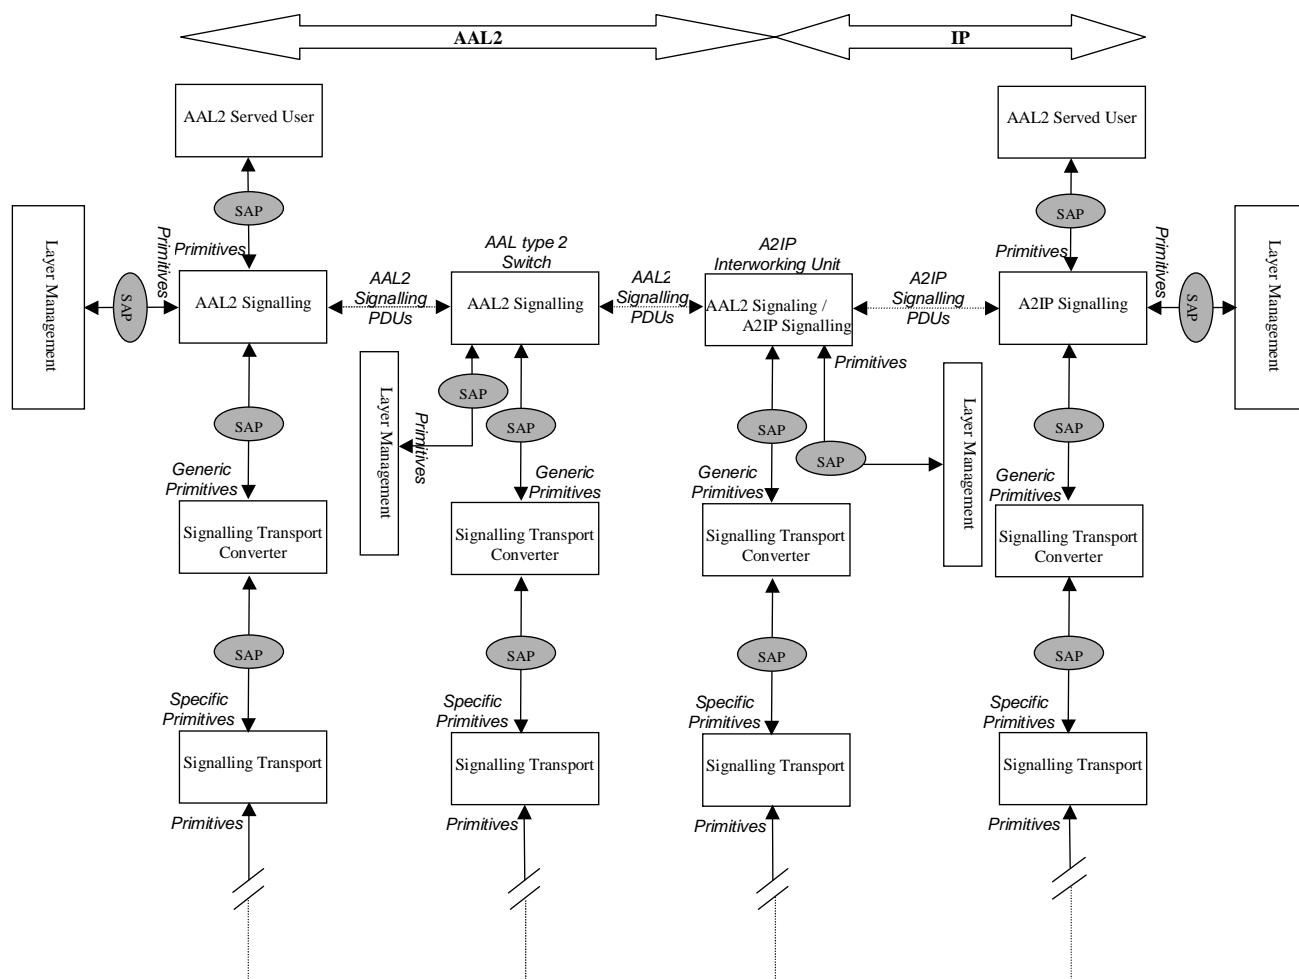 AAL2
IP
AAL2 Served User
AAL2 Served User
SAP
SAP
Layer Management
SAP
Primitives
Primitives
AAL2 Signalling
AAL2
Signalling
PDUs
AAL type 2
Switch
AAL2 Signalling
AAL2
Signalling
PDUs
A2IP
Interworking Unit
AAL2 Signaling /
A2IP Signalling
A2IP
Signalling
PDUs
Primitives
A2IP Signalling
Primitives
SAP
Layer Management
SAP
Layer Management
Primitives
SAP
SAP
SAP
Primitives
SAP
Layer Management
SAP
Generic
Primitives
Generic
Primitives
Generic
Primitives
Generic
Primitives
Signalling Transport
Converter
Signalling Transport
Converter
Signalling Transport
Converter
Signalling Transport
Converter
SAP
SAP
SAP
SAP
Specific
Primitives
Specific
Primitives
Specific
Primitives
Specific
Primitives
Signalling Transport
Signalling Transport
Signalling Transport
Signalling Transport
Primitives
Primitives
Primitives
Primitives